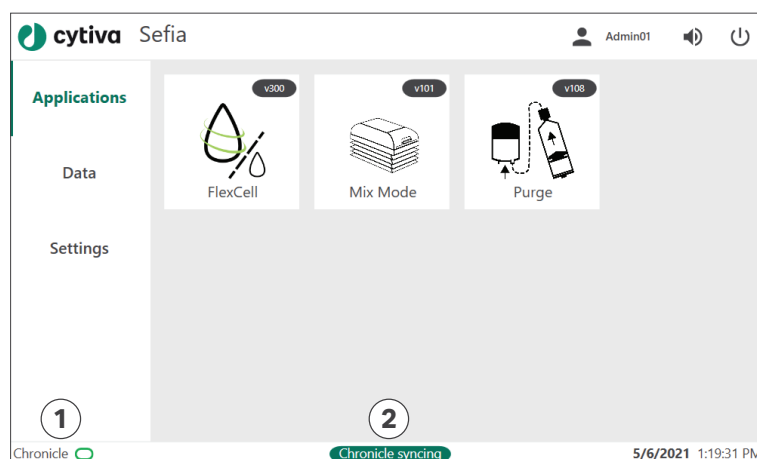 cytiva Sefia
Admin01
Applications
Data
Settings
v300
FlexCell
v101
Mix Mode
v108
Purge
1
2
Chronicle
Chronicle syncing
5/6/2021 1:19:31 PM